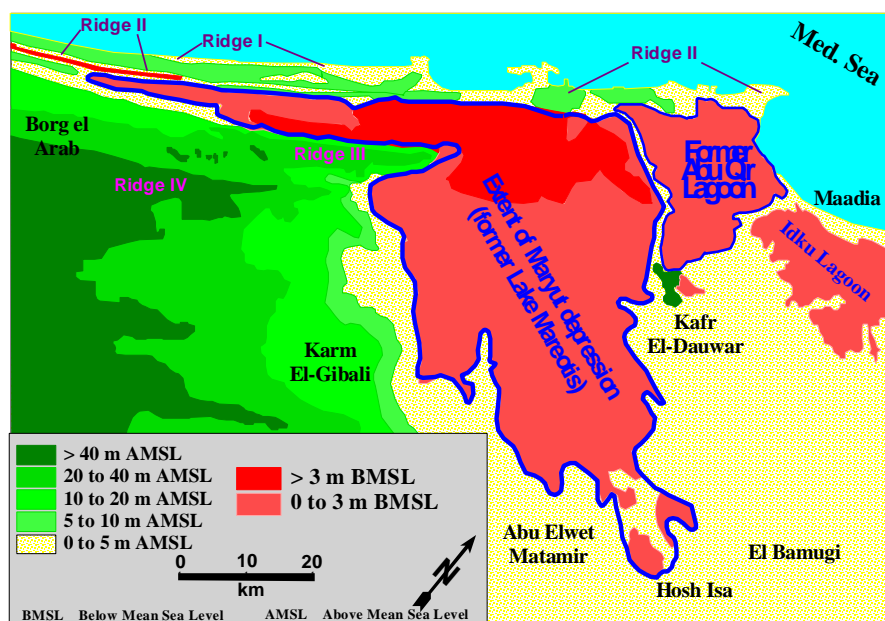 Ridge II
Ridge I
Ridge II
Med. Sea
Borg el
Arab
Ridge III
Ridge IV
Former
Abu Qir
Lagoon
Maadia
Idku Lagoon
Extent of Maryut depression
(former Lake Mareotis)
Kafr
El-Dauwar
Karm
El-Gibali
> 40 m AMSL
20 to 40 m AMSL
10 to 20 m AMSL
5 to 10 m AMSL
0 to 5 m AMSL
> 3 m BMSL
0 to 3 m BMSL
0 10 20
km
N
BMSL Below Mean Sea Level AMSL Above Mean Sea Level
Abu Elwet
Matamir
El Bamugi
Hosh Isa